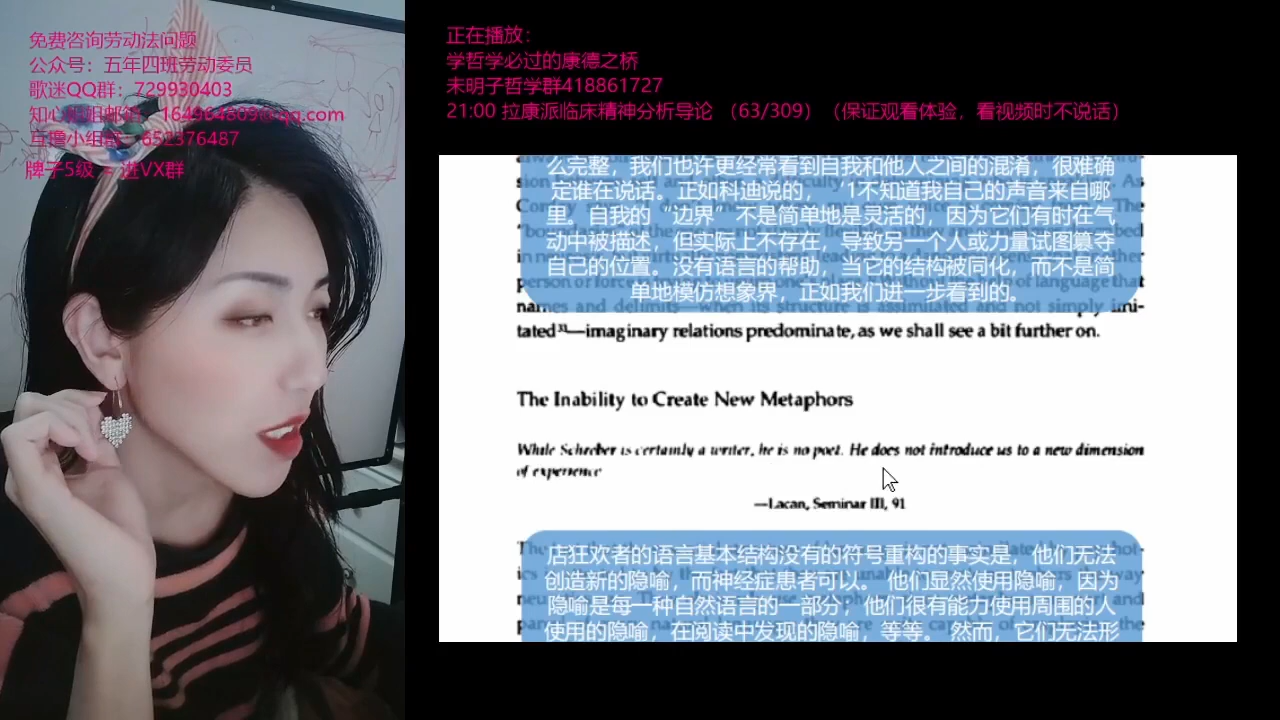 免费咨询劳动法问题
公众号：五年四班劳动委员
歌迷QQ群：729930403
164964809@qq.com
652376487
牌子5级 = 进VX群
正在播放：
学哲学必过的康德之桥
未明子哲学群418861727
21:00 拉康派临床精神分析导论 （63/309）（保证观看体验，看视频时不说话）
么完整，我们也许更经常看到自我和他人之间的混淆，很难确
定谁在说话。正如科迪说的，“1不知道我自己的声音来自哪
里。自我的“边界”不是简单地是灵活的，因为它们有时在气
动中被描述，但实际上不存在，导致另一个人或力量试图篡夺
自己的位置。没有语言的帮助，当它的结构被同化，而不是简
单地模仿想象界，正如我们进一步看到的。
names and delimits—when its structure is assimilated and not simply imi-
tated³¹—imaginary relations predominate, as we shall see a bit further on.
The Inability to Create New Metaphors
While Schreber is certainly a writer, he is no poet. He does not introduce us to a new dimension
of experience
—Lacan, Seminar III, 91
店狂欢者的语言基本结构没有的符号重构的事实是，他们无法
创造新的隐喻，而神经症患者可以。 他们显然使用隐喻，因为
隐喻是每一种自然语言的一部分；他们很有能力使用周围的人
使用的隐喻，在阅读中发现的隐喻，等等。 然而，它们无法形